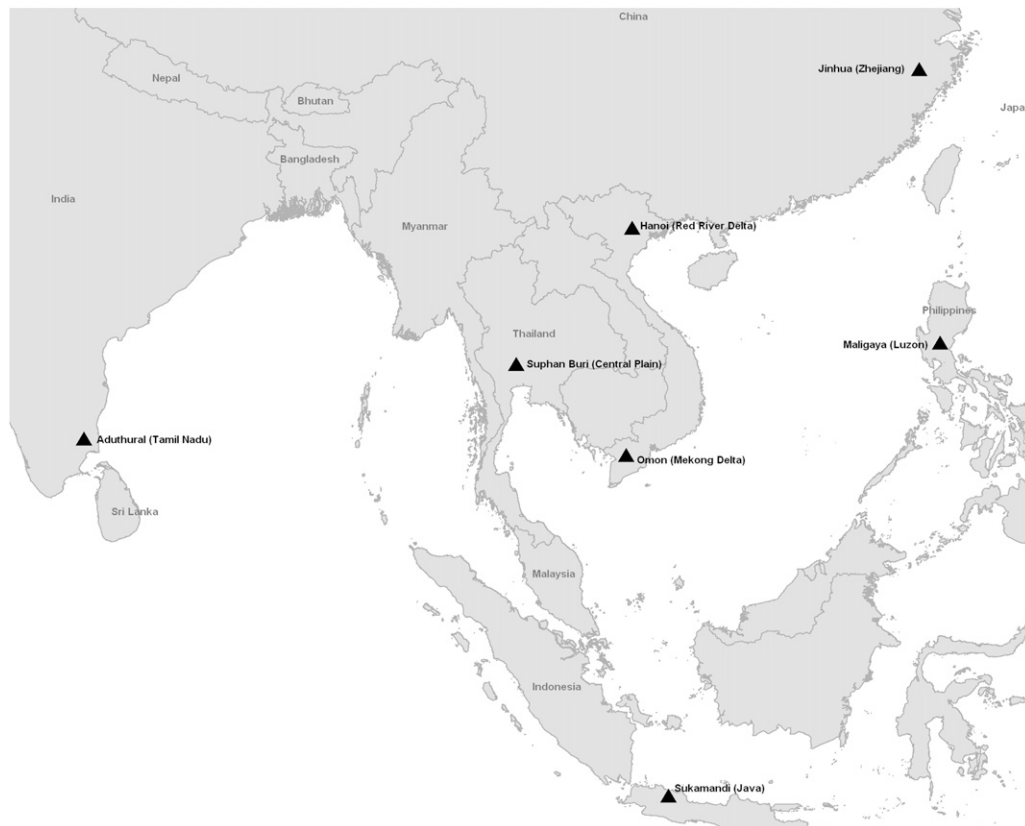 China
Jinhua (Zhejiang)
Nepal
Bhutan
Japa
Bangladesh
India
Myanmar
Hanoi (Red River Delta)
Philippines
Thailand
Maligaya (Luzon)
Suphan Buri (Central Plain)
Aduthural (Tamil Nadu)
Omon (Mekong Delta)
Sri Lanka
Malaysia
Indonesia
Sukamandi (Java)